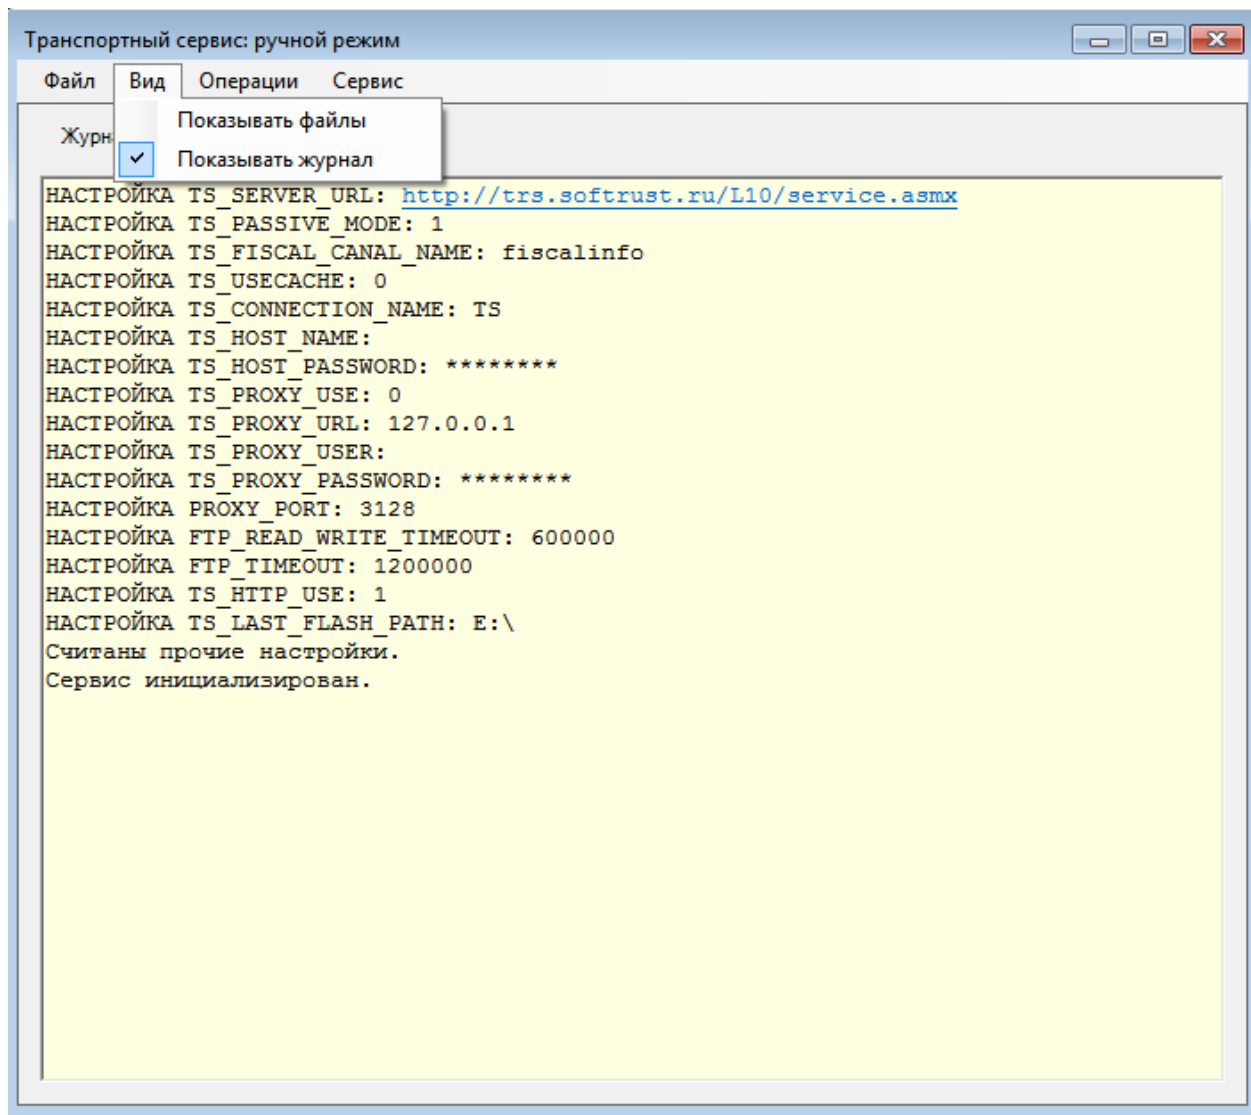 Транспортный сервис: ручной режим
Файл Вид Операции Сервис
Показывать файлы
Журн
Показывать журнал
НАСТРОЙКА TS_SERVER_URL: http://trs.softrust.ru/L10/service.asmx
НАСТРОЙКА TS_PASSIVE_MODE: 1
НАСТРОЙКА TS_FISCAL_CANAL_NAME: fiscalinfo
НАСТРОЙКА TS_USECACHE: 0
НАСТРОЙКА TS_CONNECTION_NAME: TS
НАСТРОЙКА TS_HOST_NAME:
НАСТРОЙКА TS_HOST_PASSWORD: ********
НАСТРОЙКА TS_PROXY_USE: 0
НАСТРОЙКА TS_PROXY_URL: 127.0.0.1
НАСТРОЙКА TS_PROXY_USER:
НАСТРОЙКА TS_PROXY_PASSWORD: ********
НАСТРОЙКА PROXY_PORT: 3128
НАСТРОЙКА FTP_READ_WRITE_TIMEOUT: 600000
НАСТРОЙКА FTP_TIMEOUT: 1200000
НАСТРОЙКА TS_HTTP_USE: 1
НАСТРОЙКА TS_LAST_FLASH_PATH: E:\
Считаны прочие настройки.
Сервис инициализирован.